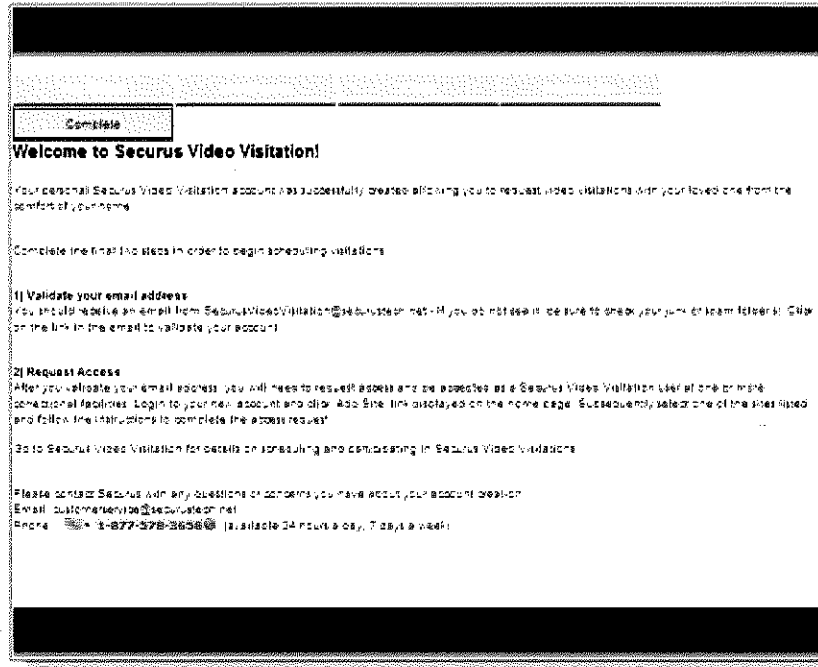 Complete
Welcome to Securus Video Visitation!
Your personal Securus Video Visitation account was successfully created allowing you to request video visitations with your loved one from the
comfort of your home
Complete the final two steps in order to begin scheduling visitations
1) Validate your email address
You should receive an email from SecurusVideoVisitation@securustech.net - If you do not see it, be sure to check your junk or spam folder(s). Click
on the link in the email to validate your account
2) Request Access
After you validate your email address, you will need to request access and be accepted as a Securus Video Visitation user at one or more
correctional facilities. Login to your new account and click 'Add Site' link displayed on the home page. Subsequently select one of the sites listed
and follow the instructions to complete the access request
Go to Securus Video Visitation for details on scheduling and participating in Securus Video Visitations
Please contact Securus with any questions or concerns you have about your account creation
Email: customerservice@securustech.net
Phone: 1-877-578-3658 (available 24 hours a day, 7 days a week)